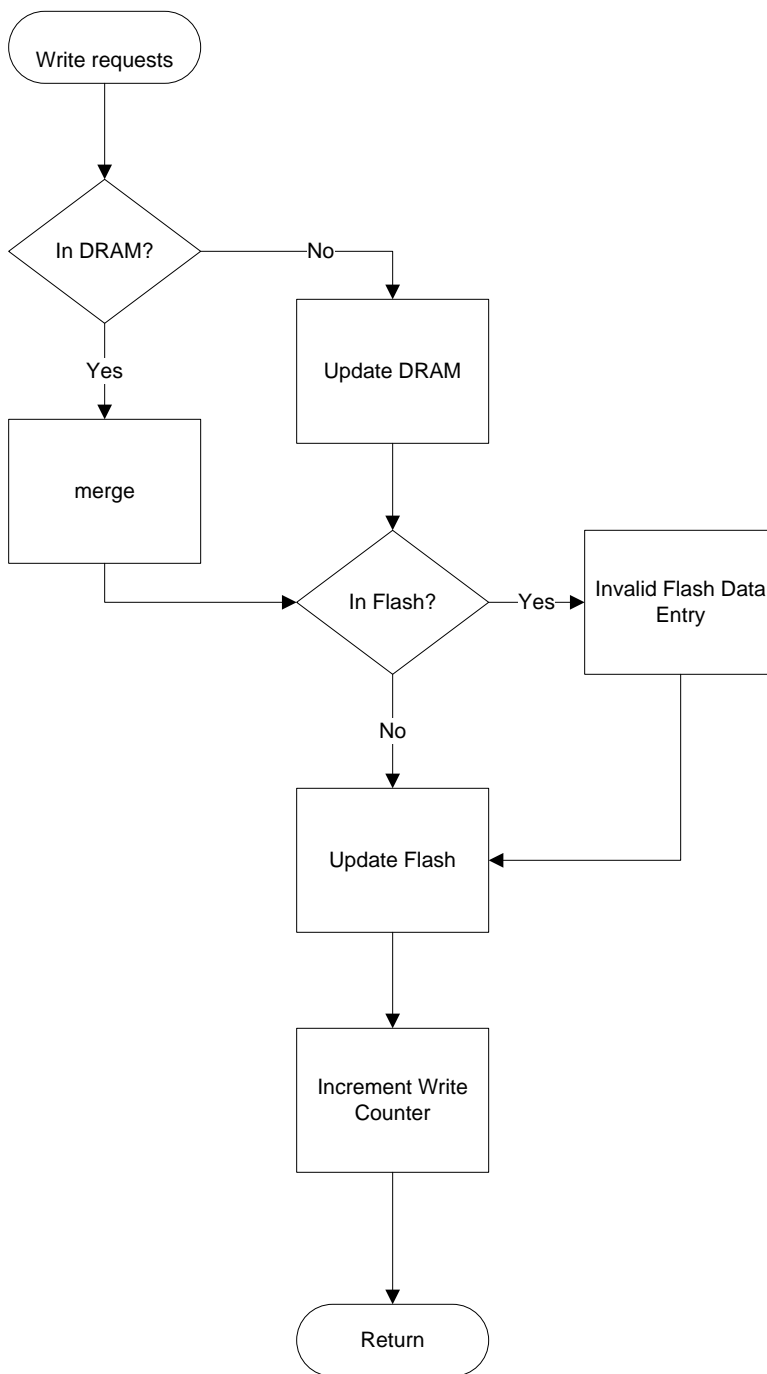 Write requests
In DRAM?
No
Update DRAM
Yes
merge
In Flash?
Yes
Invalid Flash Data
Entry
No
Update Flash
Increment Write
Counter
Return